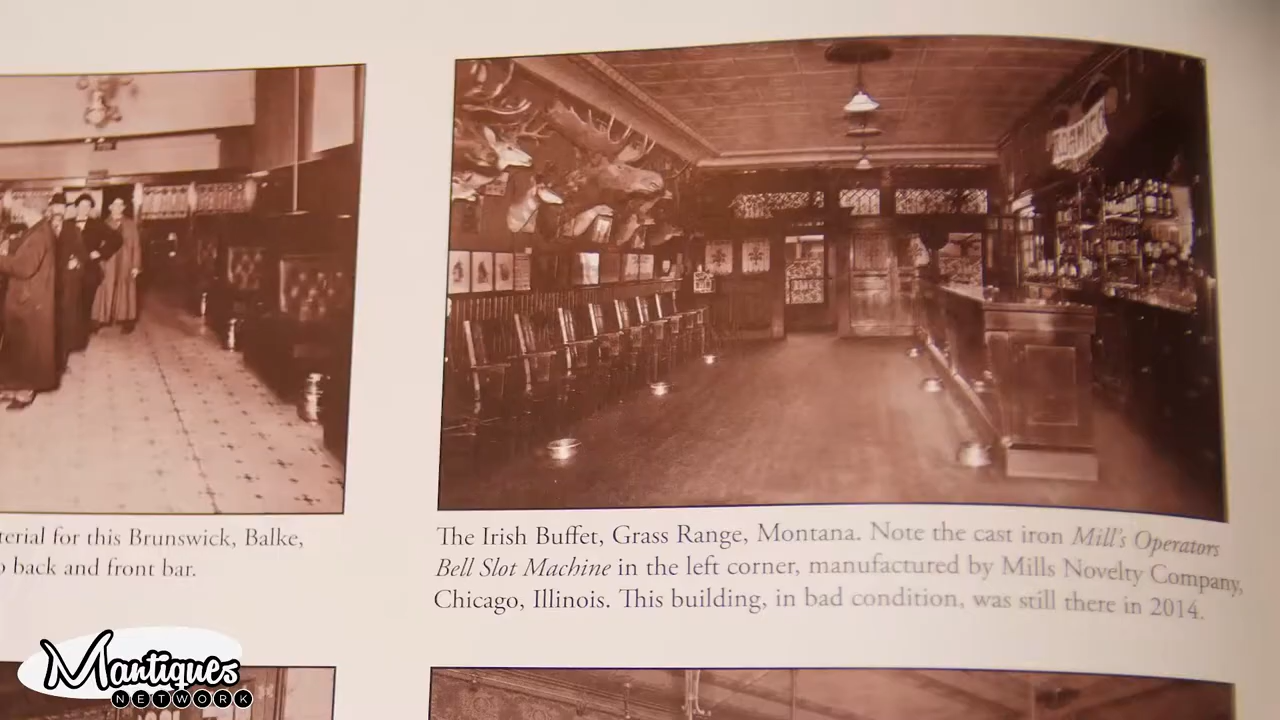 terial for this Brunswick, Balke,
back and front bar.
The Irish Buffet, Grass Range, Montana. Note the cast iron Mill's Operators
Bell Slot Machine in the left corner, manufactured by Mills Novelty Company,
Chicago, Illinois. This building, in bad condition, was still there in 2014.
Mantiques
NETWORK